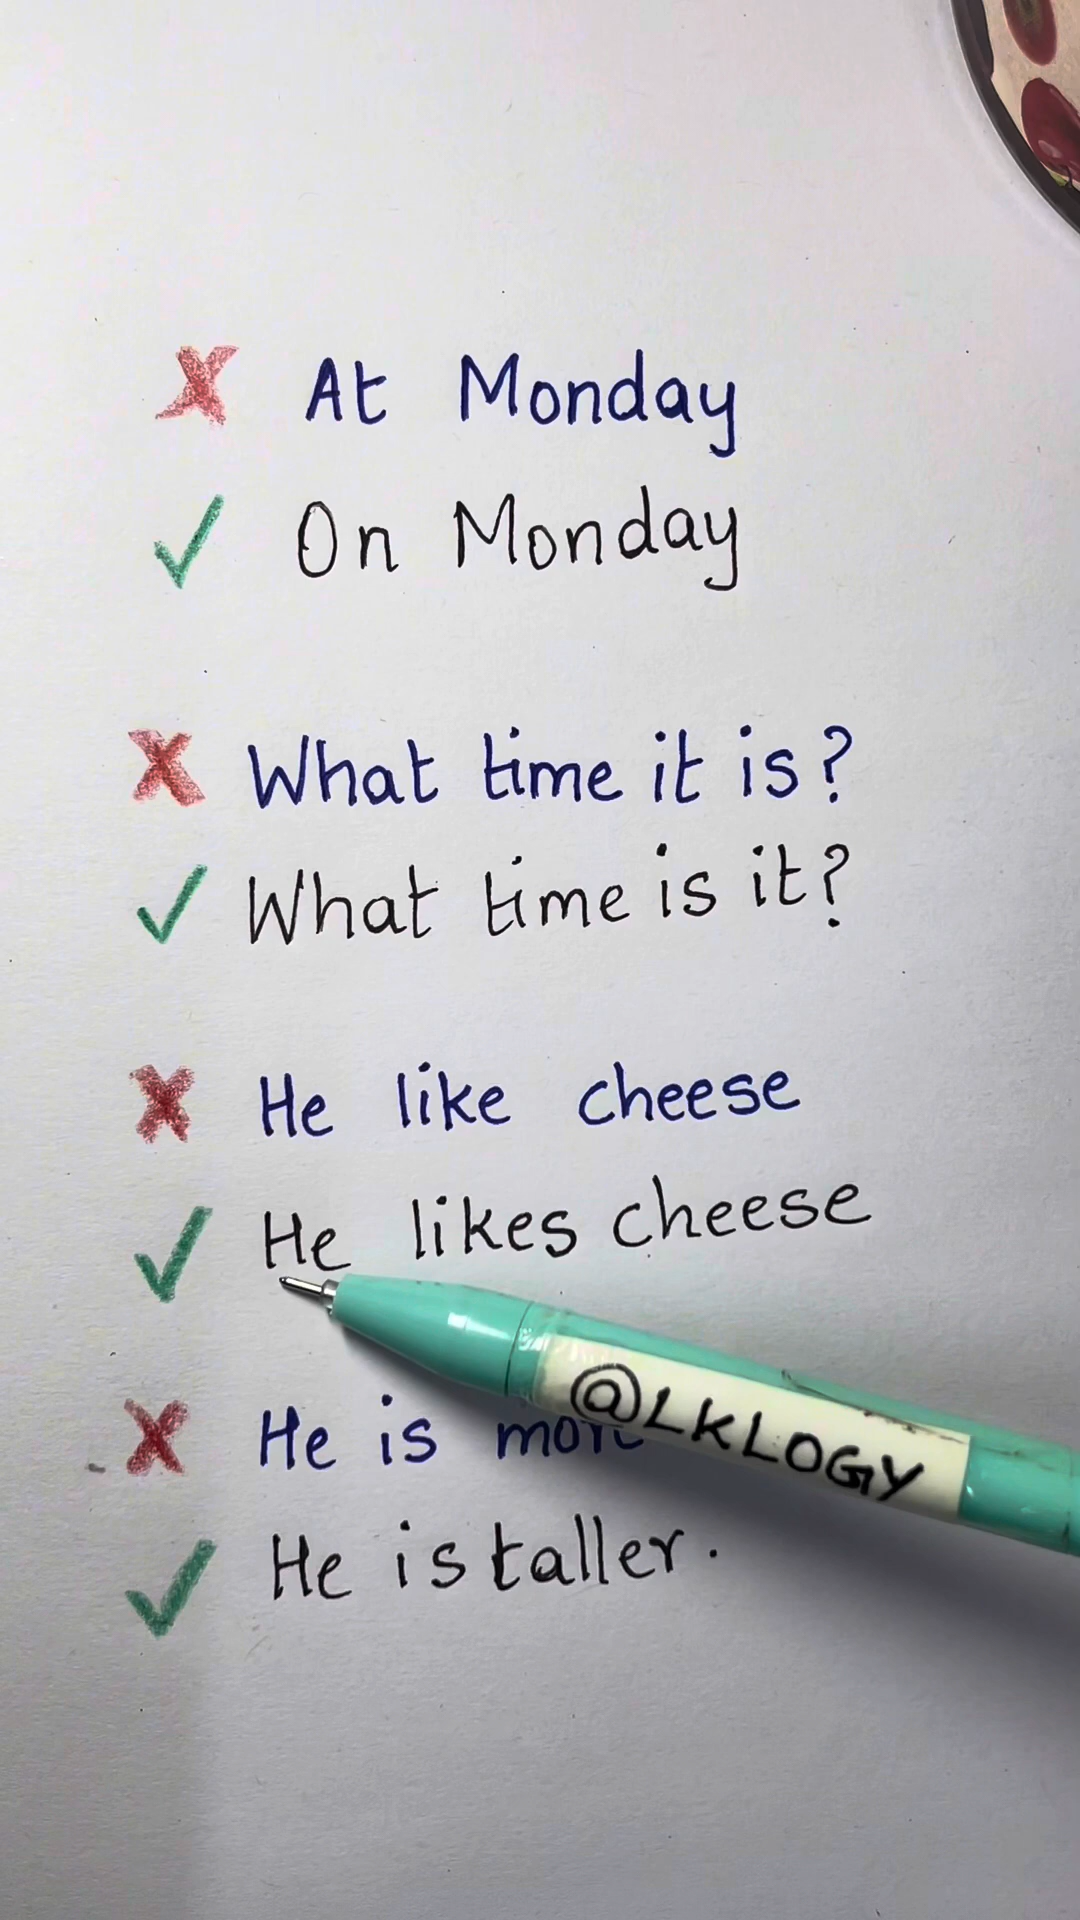 At Monday
On Monday
What time it is?
What time is it?
He like cheese
He likes cheese
He is more
@LKLOGY
He is taller.